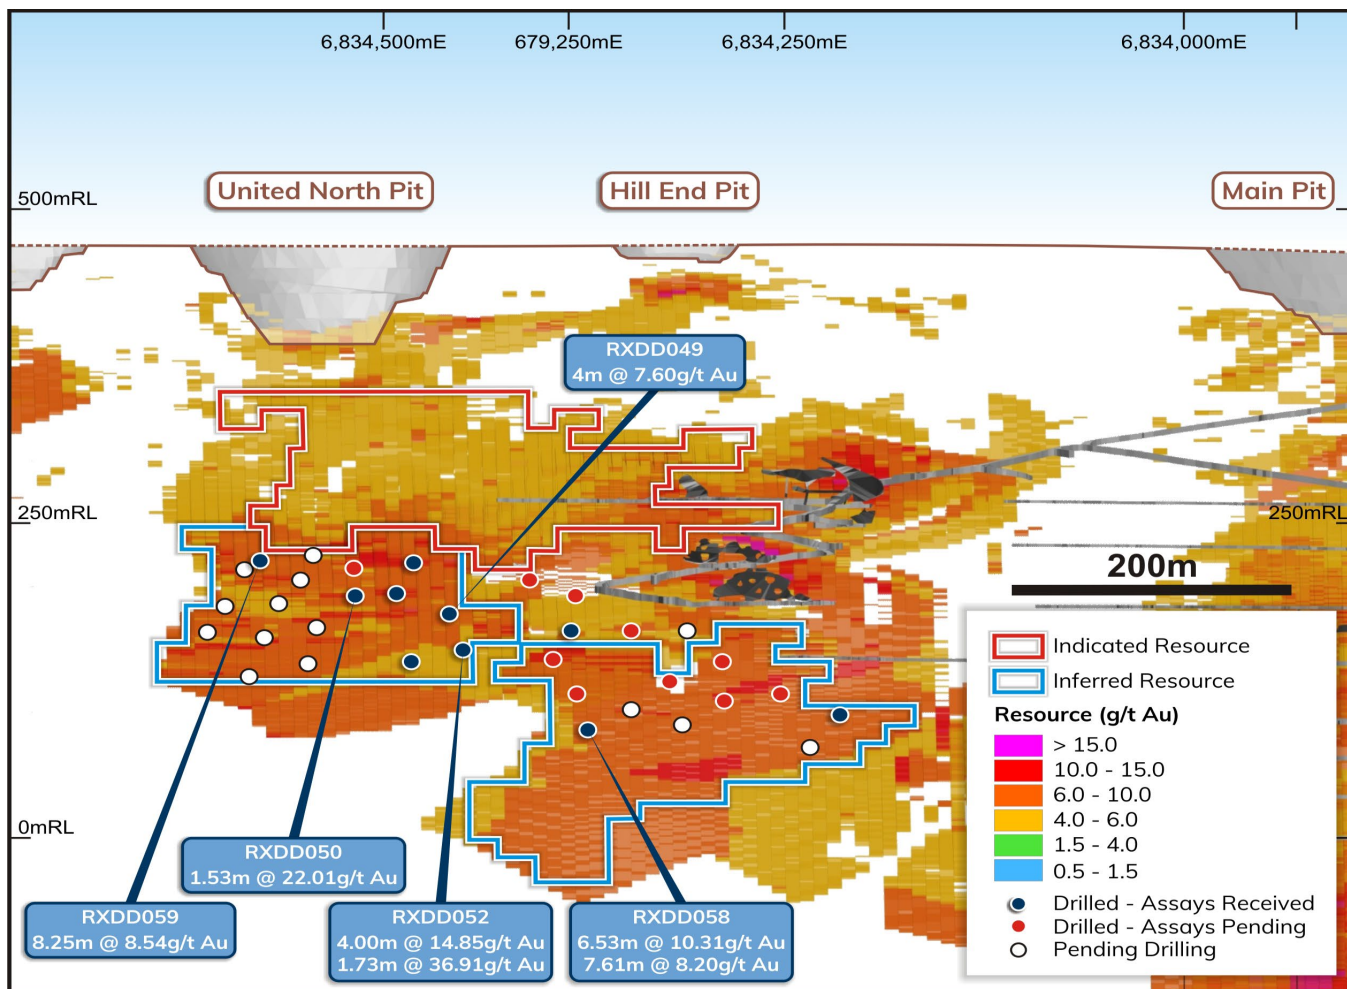 6,834,500mE 679,250mE 6,834,250mE 6,834,000mE
United North Pit Hill End Pit Main Pit
500mRL
RXDD049
4m @ 7.60g/t Au
250mRL 250mRL
200m
Indicated Resource
Inferred Resource
Resource (g/t Au)
> 15.0
10.0 - 15.0
6.0 - 10.0
4.0 - 6.0
1.5 - 4.0
0.5 - 1.5
Drilled - Assays Received
Drilled - Assays Pending
Pending Drilling
0mRL
RXDD050
1.53m @ 22.01g/t Au
RXDD059
8.25m @ 8.54g/t Au
RXDD052
4.00m @ 14.85g/t Au
1.73m @ 36.91g/t Au
RXDD058
6.53m @ 10.31g/t Au
7.61m @ 8.20g/t Au